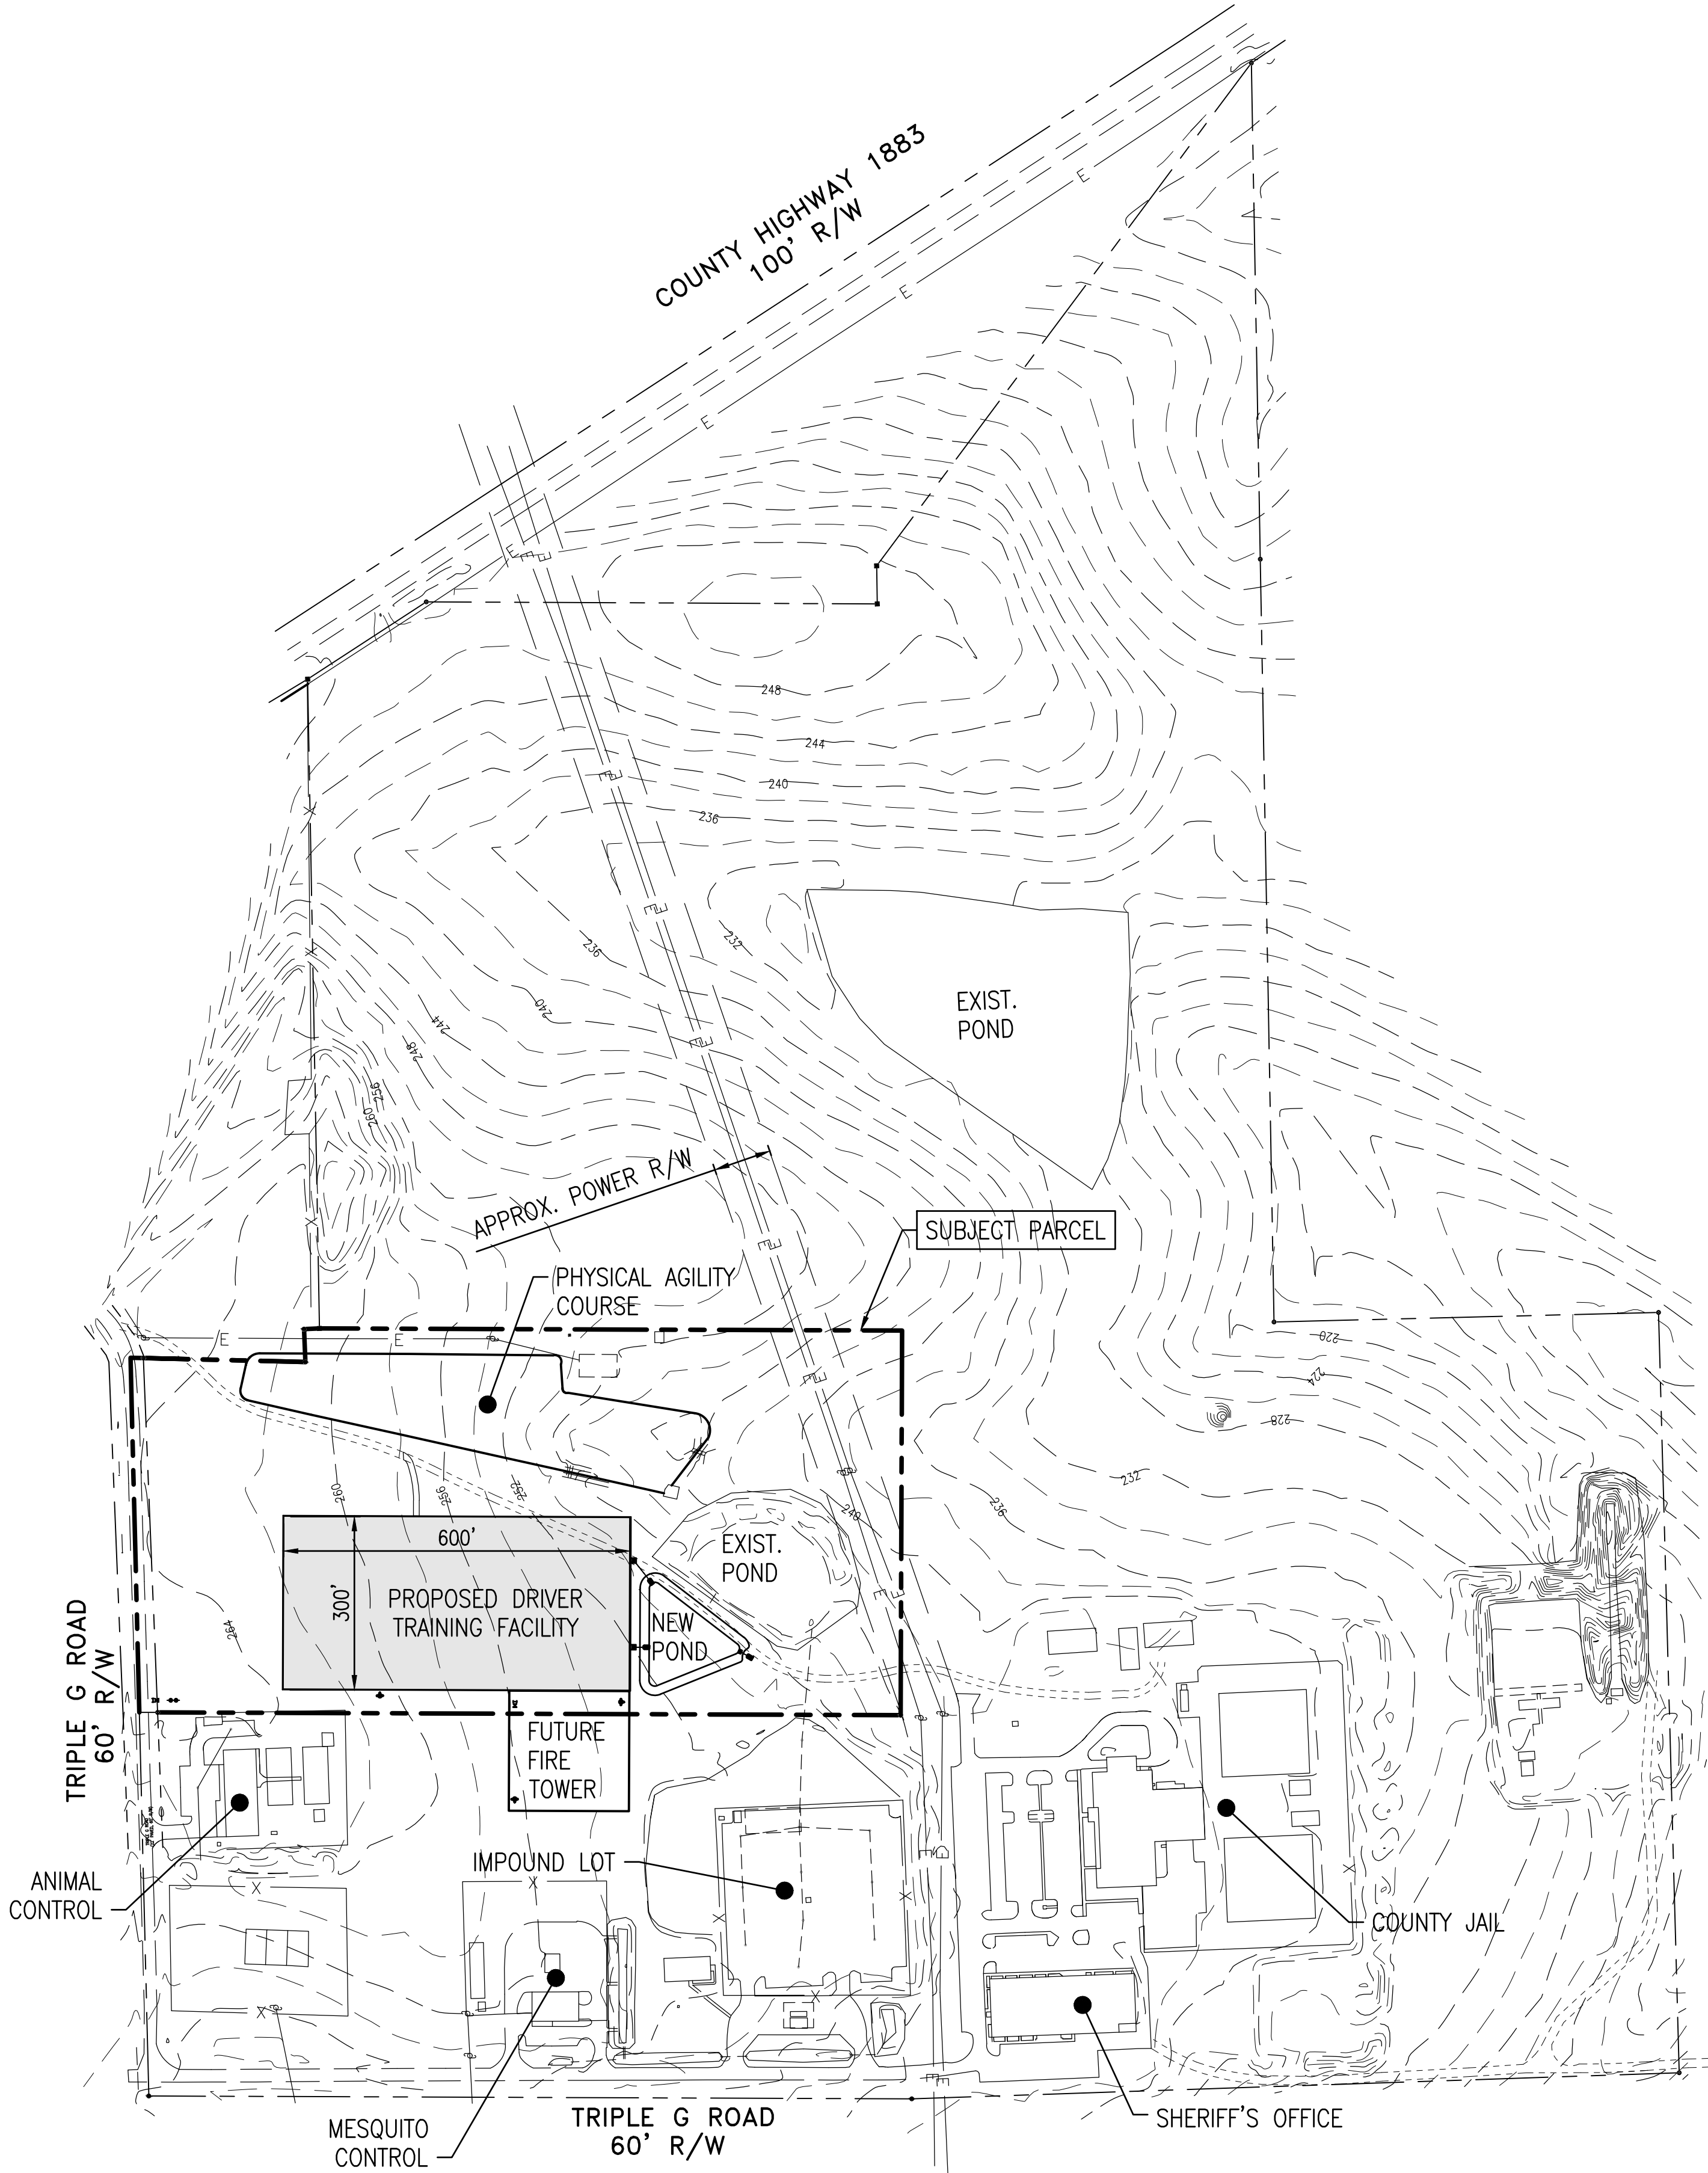 COUNTY HIGHWAY 1883
100' R/W
E
E
E
E
E
E
248
244
240
236
X
236
232
X
240
244
248
256
260
EXIST.
POND
E
E
E
E
E
E
APPROX. POWER R/W
X
SUBJECT PARCEL
E
E
PHYSICAL AGILITY
COURSE
E
E
220
224
228
232
236
240
252
256
260
264
600'
300'
PROPOSED DRIVER
TRAINING FACILITY
EXIST.
POND
NEW
POND
E
E
TRIPLE G ROAD
60' R/W
FUTURE
FIRE
TOWER
ANIMAL
CONTROL
IMPOUND LOT
X
X
X
X
X
COUNTY JAIL
X
X
MESQUITO
CONTROL
TRIPLE G ROAD
60' R/W
SHERIFF'S OFFICE